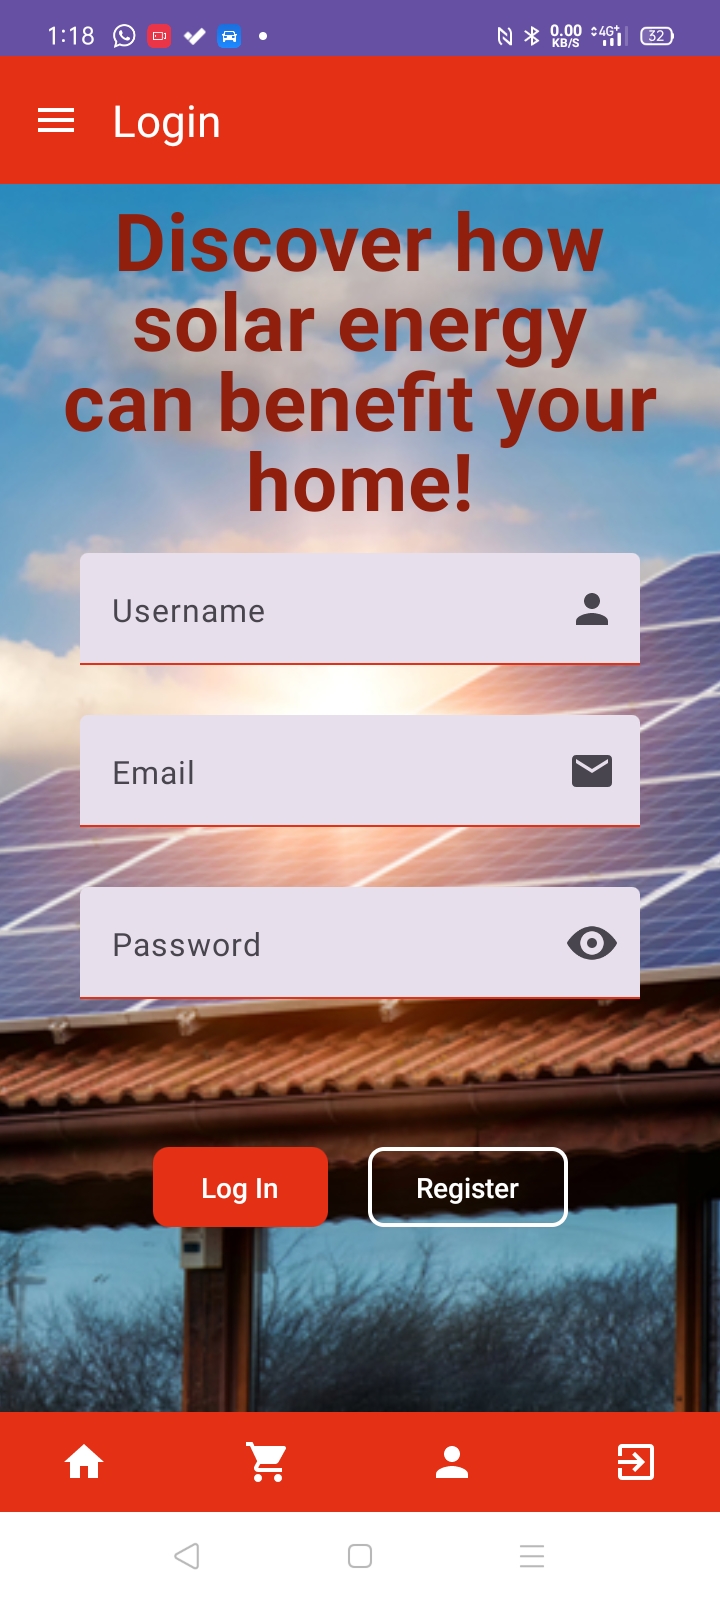 1:18
0.00
KB/S
4G+
32
Login
Discover how
solar energy
can benefit your
home!
Username
Email
Password
Log In
Register